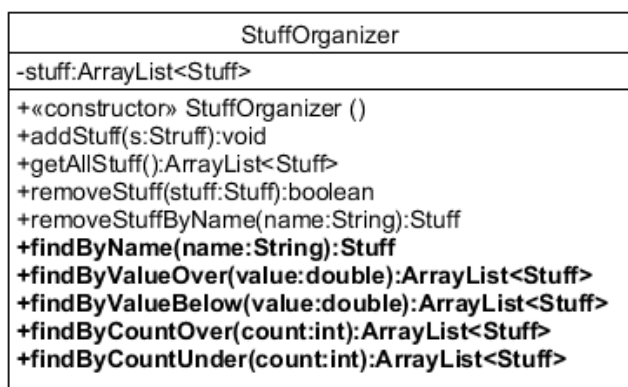 StuffOrganizer
-stuff:ArrayList<Stuff>
+«constructor» StuffOrganizer ()
+addStuff(s:Struff):void
+getAllStuff():ArrayList<Stuff>
+removeStuff(stuff:Stuff):boolean
+removeStuffByName(name:String):Stuff
+findByName(name:String):Stuff
+findByValueOver(value:double):ArrayList<Stuff>
+findByValueBelow(value:double):ArrayList<Stuff>
+findByCountOver(count:int):ArrayList<Stuff>
+findByCountUnder(count:int):ArrayList<Stuff>